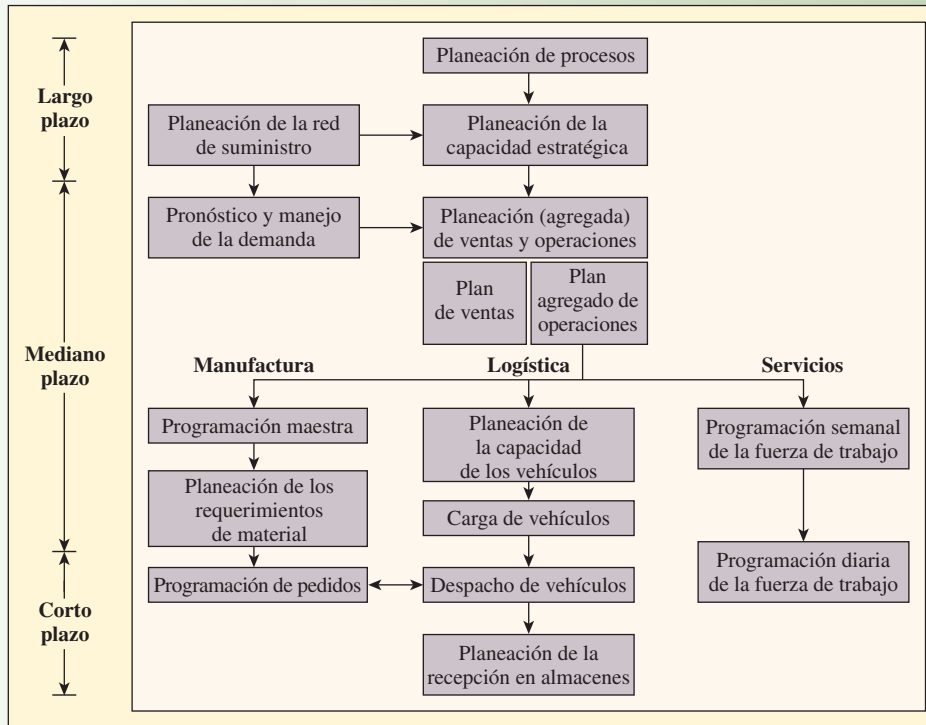 Largo
plazo
Planeación de procesos
Planeación de la red
de suministro
Planeación de la
capacidad estratégica
Mediano
plazo
Pronóstico y manejo
de la demanda
Planeación (agregada)
de ventas y operaciones
Plan
de ventas
Plan
agregado de
operaciones
Manufactura
Logística
Servicios
Programación maestra
Planeación de
la capacidad
de los vehículos
Programación semanal
de la fuerza de trabajo
Planeación de los
requerimientos
de material
Carga de vehículos
Corto
plazo
Programación de pedidos
Despacho de vehículos
Programación diaria
de la fuerza de trabajo
Planeación de la
recepción en almacenes